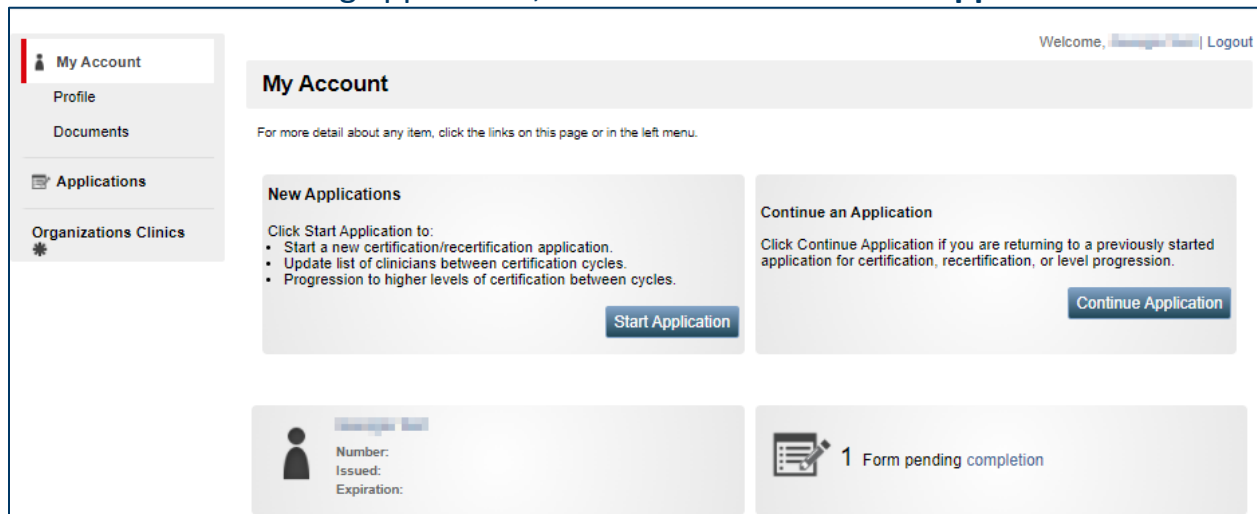 Welcome, | Logout
My Account
Profile
Documents
Applications
Organizations Clinics
My Account
For more detail about any item, click the links on this page or in the left menu.
New Applications
Click Start Application to:
• Start a new certification/recertification application.
• Update list of clinicians between certification cycles.
• Progression to higher levels of certification between cycles.
Start Application
Continue an Application
Click Continue Application if you are returning to a previously started
application for certification, recertification, or level progression.
Continue Application
Number:
Issued:
Expiration:
1 Form pending completion